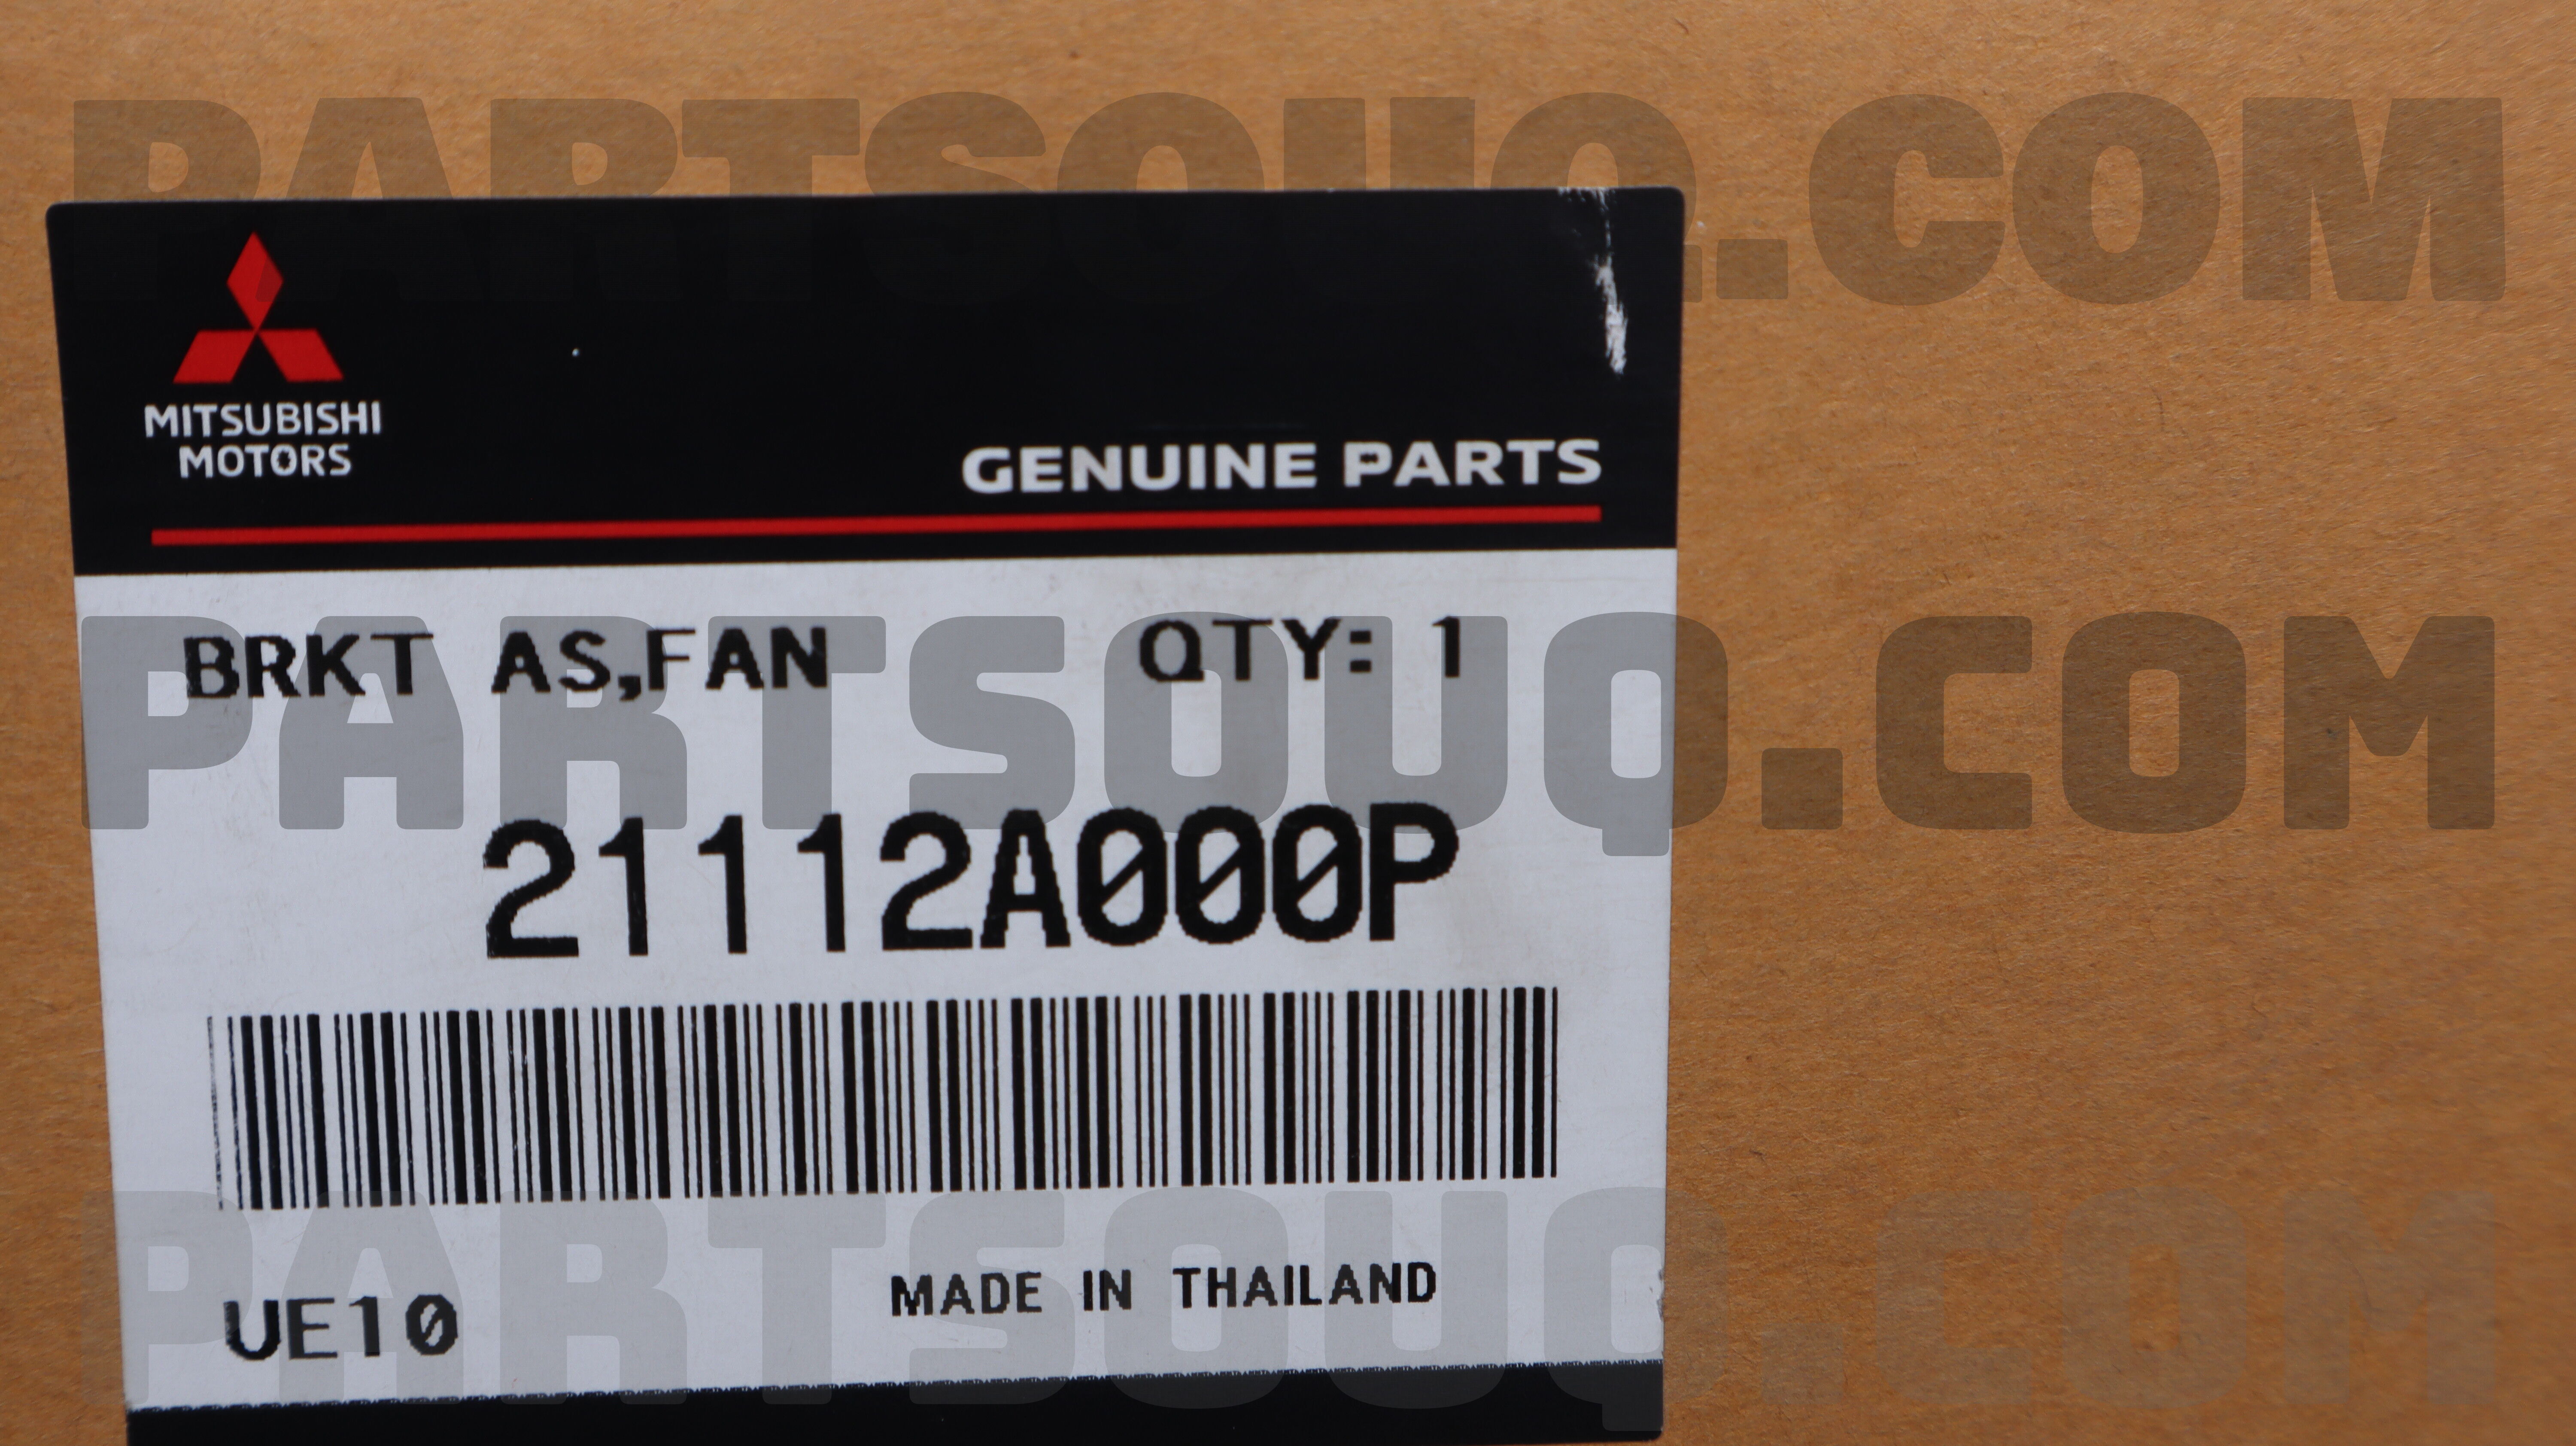 PARTSOUQ.COM
MITSUBISHI
MOTORS
GENUINE PARTS
BRKT AS,FAN QTY: 1
PARTSOUQ.COM
21112A000P
PARTSOUQ.COM
UE10 MADE IN THAILAND